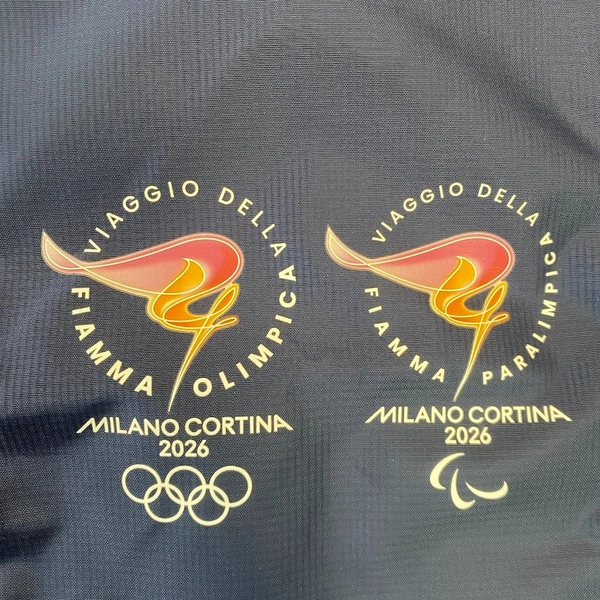 VIAGGIO DELLA
FIAMMA OLIMPICA
MILANO CORTINA
2026
VIAGGIO DELLA
FIAMMA PARALIMPICA
MILANO CORTINA
2026